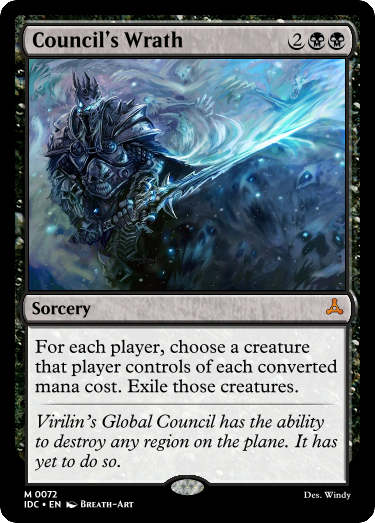 Council's Wrath 2
Sorcery
For each player, choose a creature
that player controls of each converted
mana cost. Exile those creatures.
Virilin's Global Council has the ability
to destroy any region on the plane. It has
yet to do so.
M 0072
IDC • EN Breath-Art
Des. Windy